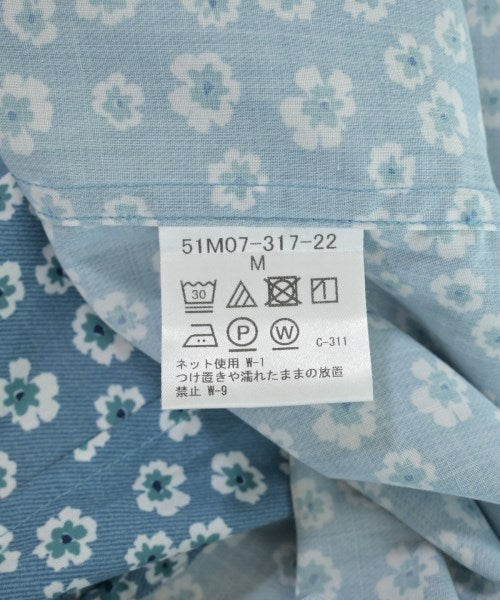 51M07-317-22
M
30
P W C-311
ネット使用 W-1
つけ置きや濡れたままの放置
禁止 W-9